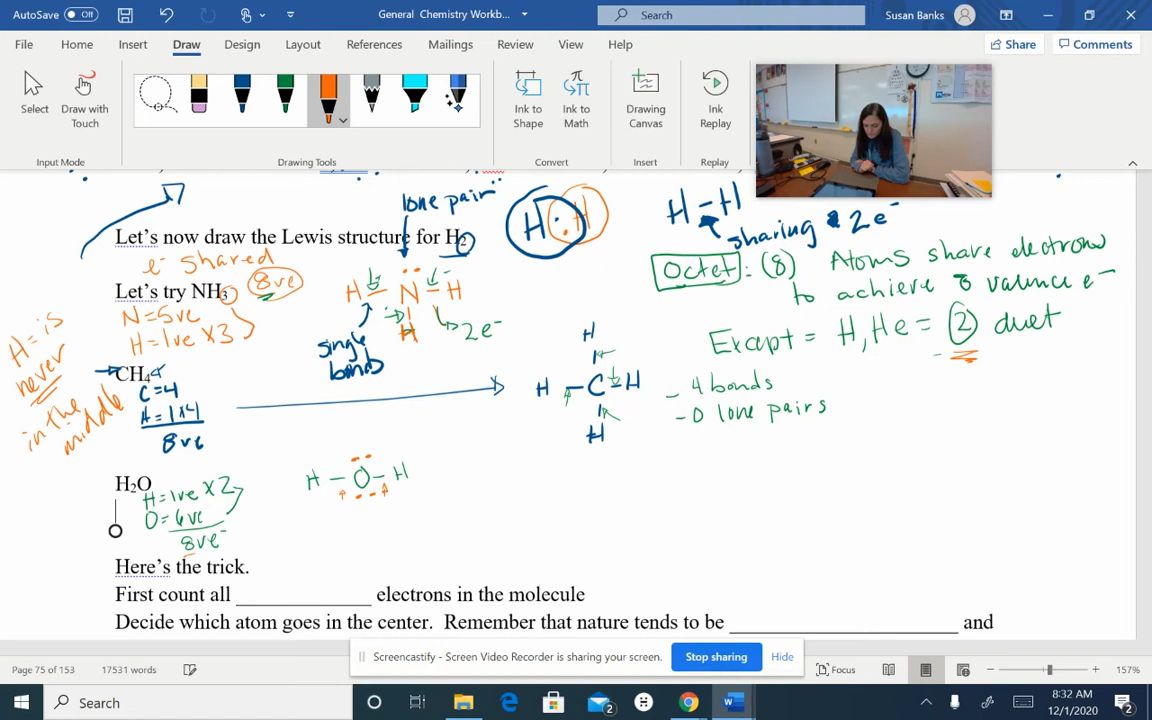 AutoSave Off
General Chemistry Workb...
Search
Susan Banks
File Home Insert Draw Design Layout References Mailings Review View Help
Share Comments
Select
Draw with Touch
Ink to Shape
Ink to Math
Drawing Canvas
Ink Replay
Input Mode
Drawing Tools
Convert
Insert
Replay
lone pair
H : H
H - H
sharing 2e-
Let's now draw the Lewis structure for H2
e- shared
8ve
Octet: (8) Atoms share electrons
to achieve 8 valence e-
Except = H, He = 2 duet
Let's try NH3
N = 5ve
H = 1ve x3
H - N - H
H
2e-
single bonds
H = is
never
in the
middle
CH4
C = 4
H = 1x4
8ve
H
H - C - H
H
- 4 bonds
- 0 lone pairs
H2O
H = 1ve x 2
O = 6ve
8ve-
H - O - H
Here's the trick.
First count all ____________ electrons in the molecule
Decide which atom goes in the center.  Remember that nature tends to be ____________________ and
Screencastify - Screen Video Recorder is sharing your screen.
Stop sharing
Hide
Page 75 of 153
17531 words
Focus
157%
Search
2
8:32 AM
12/1/2020
2